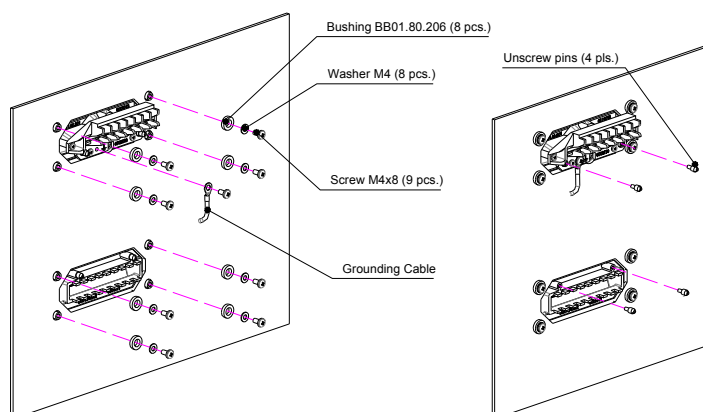 Bushing BB01.80.206 (8 pcs.)
Washer M4 (8 pcs.)
Screw M4x8 (9 pcs.)
Grounding Cable
Unscrew pins (4 pls.)